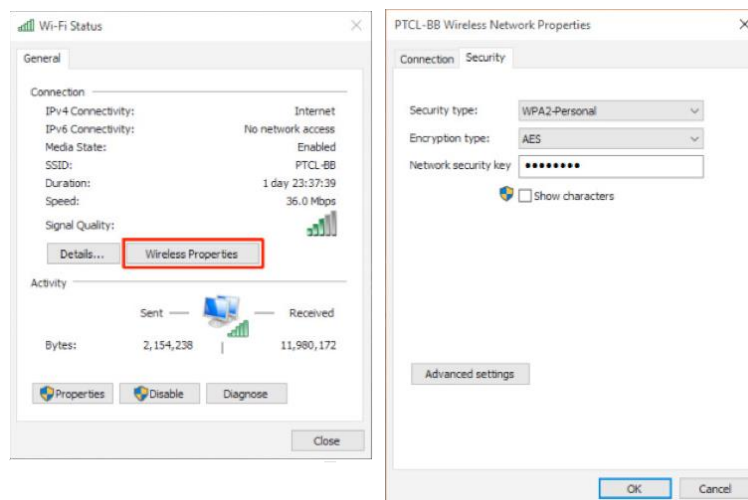 Wi-Fi Status
General
Connection
IPv4 Connectivity: Internet
IPv6 Connectivity: No network access
Media State: Enabled
SSID: PTCL-BB
Duration: 1 day 23:37:39
Speed: 36.0 Mbps
Signal Quality:
Details... Wireless Properties
Activity
Sent Received
Bytes: 2,154,238 11,980,172
Properties Disable Diagnose
Close
PTCL-BB Wireless Network Properties
Connection Security
Security type: WPA2-Personal
Encryption type: AES
Network security key ••••••••
Show characters
Advanced settings
OK Cancel